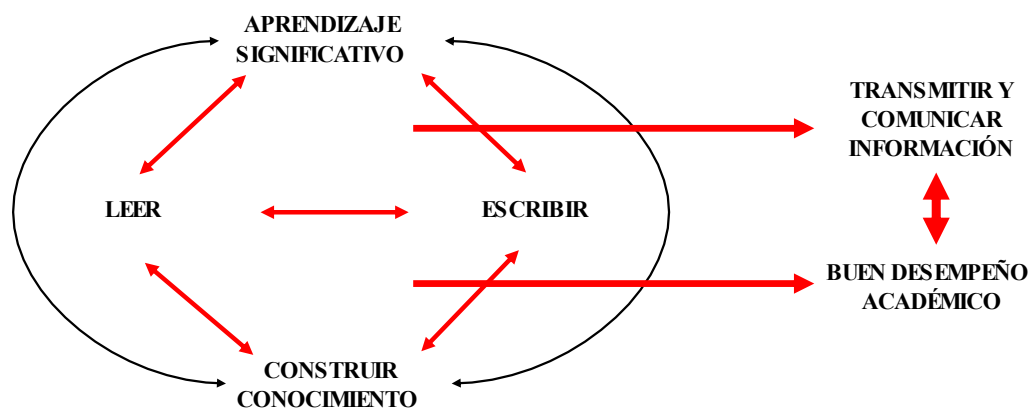 APRENDIZAJE
SIGNIFICATIVO
TRANSMITIR Y
COMUNICAR
INFORMACIÓN
LEER
ESCRIBIR
BUEN DESEMPEÑO
ACADÉMICO
CONSTRUIR
CONOCIMIENTO